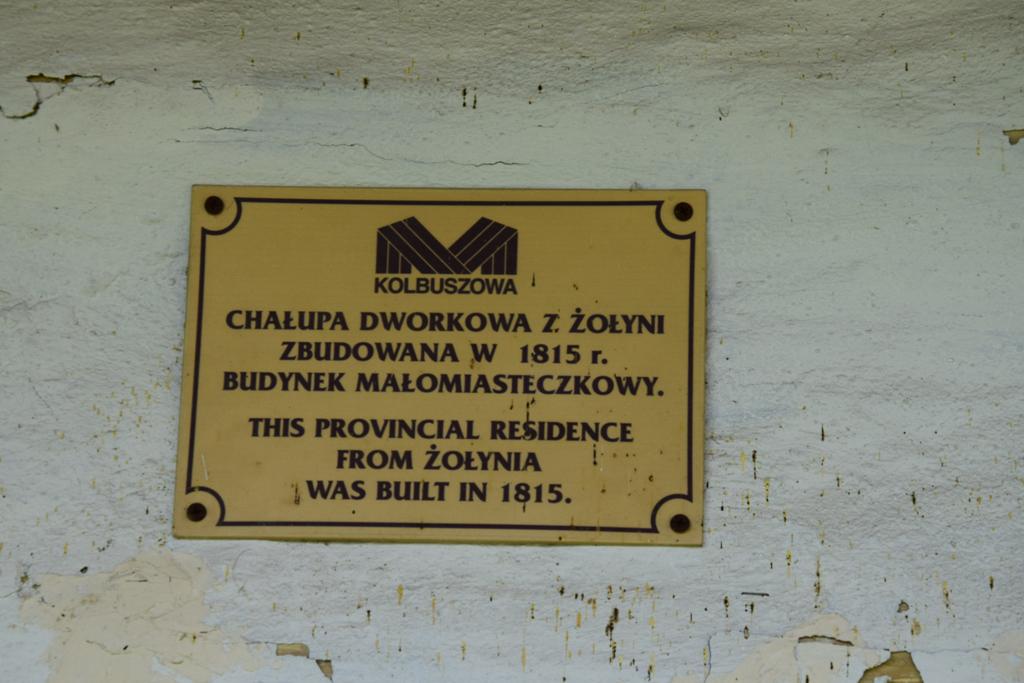 KOLBUSZOWA
CHAŁUPA DWORKOWA Z ŻOŁYNI
ZBUDOWANA W 1815 r.
BUDYNEK MAŁOMIASTECZKOWY.
THIS PROVINCIAL RESIDENCE
FROM ŻOŁYNIA
WAS BUILT IN 1815.